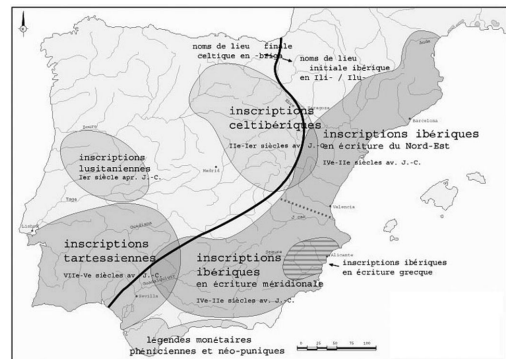 noms de lieu finale
celtique en -briga
noms de lieu
initiale ibérique
en Ili- / Ilu-
inscriptions
celtibériques
IIe-Ier siècles av. J.-C.
inscriptions ibériques
en écriture du Nord-Est
IVe-IIe siècles av. J.-C.
Barcelona
inscriptions
lusitaniennes
Ier siècle apr. J.-C.
Madrid
Valencia
Lisboa
inscriptions
tartessiennes
VIIe-Ve siècles av. J.-C.
Sevilla
inscriptions
ibériques
en écriture méridionale
IVe-IIe siècles av. J.-C.
Alicante
inscriptions ibériques
en écriture grecque
légendes monétaires
phéniciennes et néo-puniques